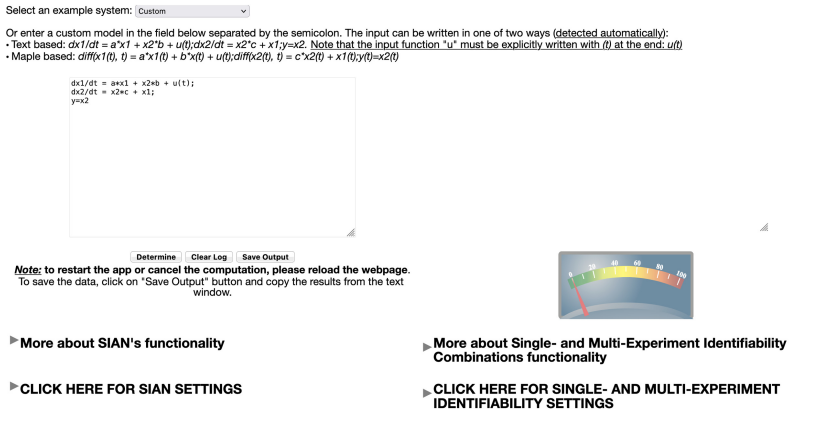 Select an example system: Custom
Or enter a custom model in the field below separated by the semicolon. The input can be written in one of two ways (detected automatically):
• Text based: dx1/dt = a*x1 + x2*b + u(t);dx2/dt = x2*c + x1;y=x2. Note that the input function "u" must be explicitly written with (t) at the end: u(t)
• Maple based: diff(x1(t), t) = a*x1(t) + b*x(t) + u(t);diff(x2(t), t) = c*x2(t) + x1(t);y(t)=x2(t)
dx1/dt = a*x1 + x2*b + u(t);
dx2/dt = x2*c + x1;
y=x2
Determine Clear Log Save Output
Note: to restart the app or cancel the computation, please reload the webpage.
To save the data, click on "Save Output" button and copy the results from the text
window.
0 20 40 60 80 100
More about SIAN's functionality
More about Single- and Multi-Experiment Identifiability
Combinations functionality
CLICK HERE FOR SIAN SETTINGS
CLICK HERE FOR SINGLE- AND MULTI-EXPERIMENT
IDENTIFIABILITY SETTINGS